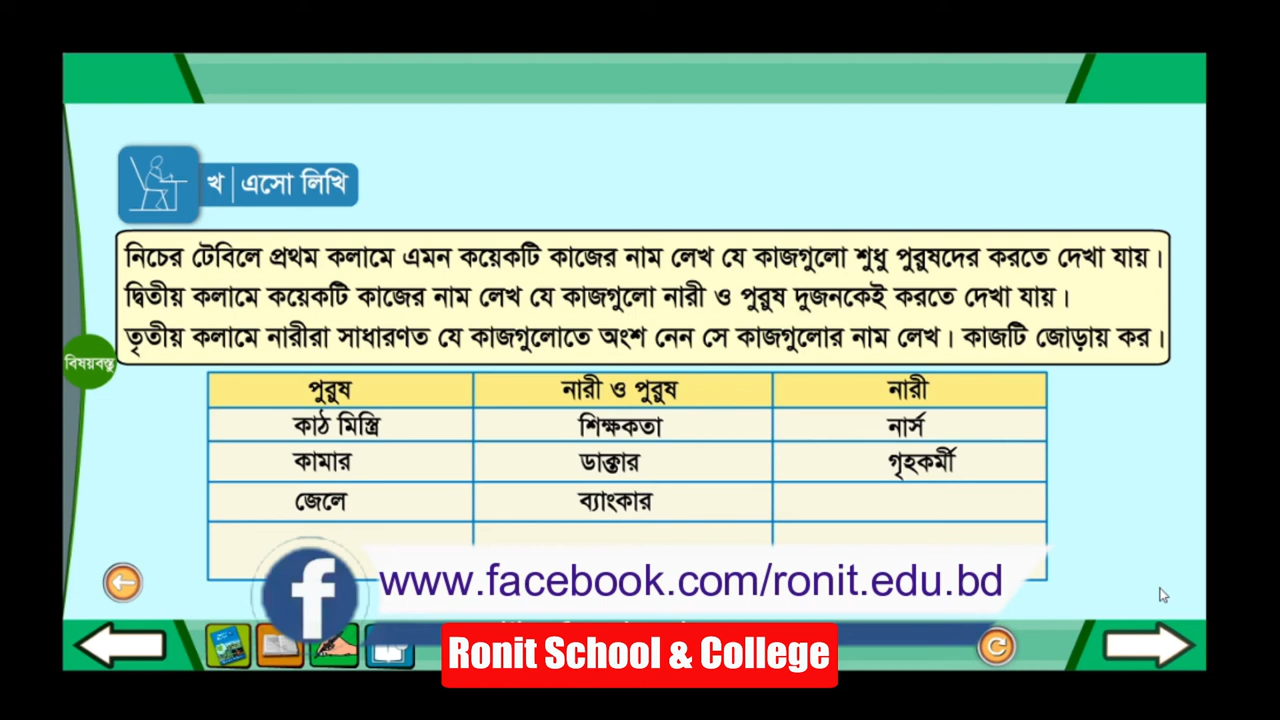 খ | এসো লিখি
নিচের টেবিলে প্রথম কলামে এমন কয়েকটি কাজের নাম লেখ যে কাজগুলো শুধু পুরুষদের করতে দেখা যায়।
দ্বিতীয় কলামে কয়েকটি কাজের নাম লেখ যে কাজগুলো নারী ও পুরুষ দুজনকেই করতে দেখা যায়।
তৃতীয় কলামে নারীরা সাধারণত যে কাজগুলোতে অংশ নেন সে কাজগুলোর নাম লেখ। কাজটি জোড়ায় কর।
বিষয়বস্তু
পুরুষ নারী ও পুরুষ নারী
কাঠ মিস্ত্রি শিক্ষকতা নার্স
কামার ডাক্তার গৃহকর্মী
জেলে ব্যাংকার
f www.facebook.com/ronit.edu.bd
Ronit School & College